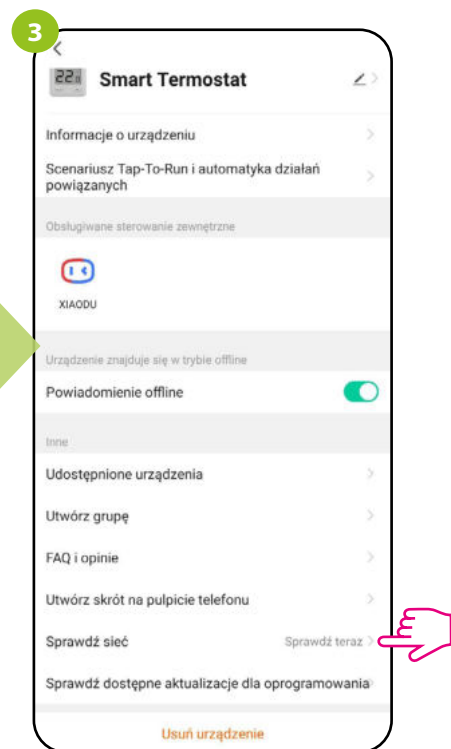 3
Smart Termostat
Informacje o urządzeniu
Scenariusz Tap-To-Run i automatyka działań
powiązanych
Obsługiwane sterowanie zewnętrzne
XIAODU
Urządzenie znajduje się w trybie offline
Powiadomienie offline
Inne
Udostępnione urządzenia
Utwórz grupę
FAQ i opinie
Utwórz skrót na pulpicie telefonu
Sprawdź sieć Sprawdź teraz
Sprawdź dostępne aktualizacje dla oprogramowania
Usuń urządzenie